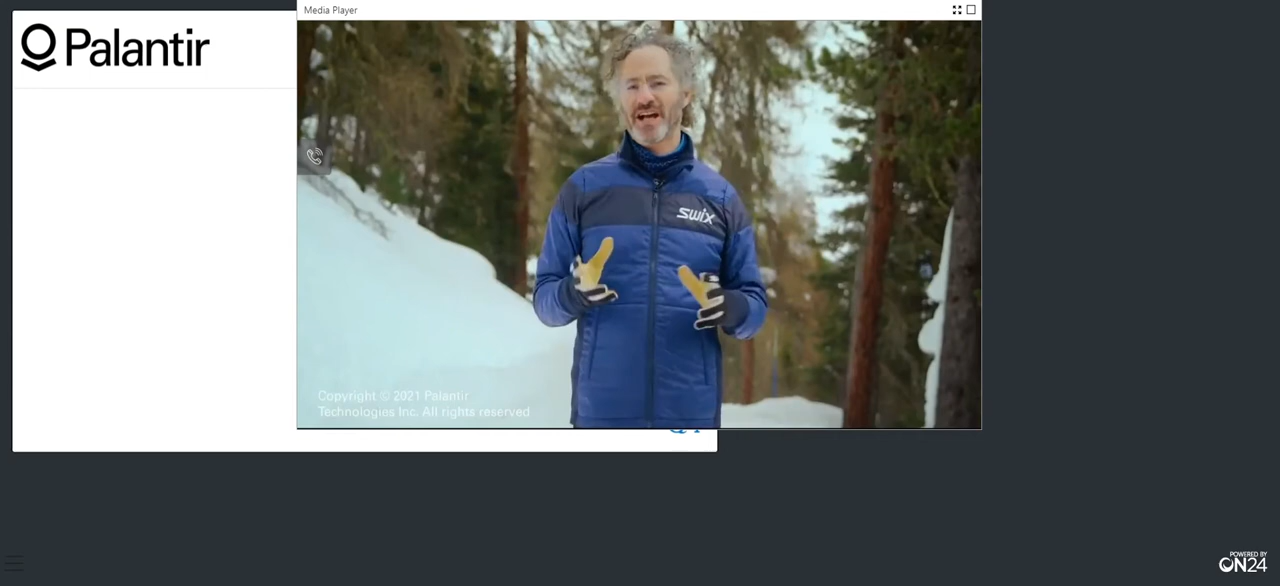 Media Player
Palantir
SWIX
Copyright © 2021 Palantir
Technologies Inc. All rights reserved
POWERED BY
ON24